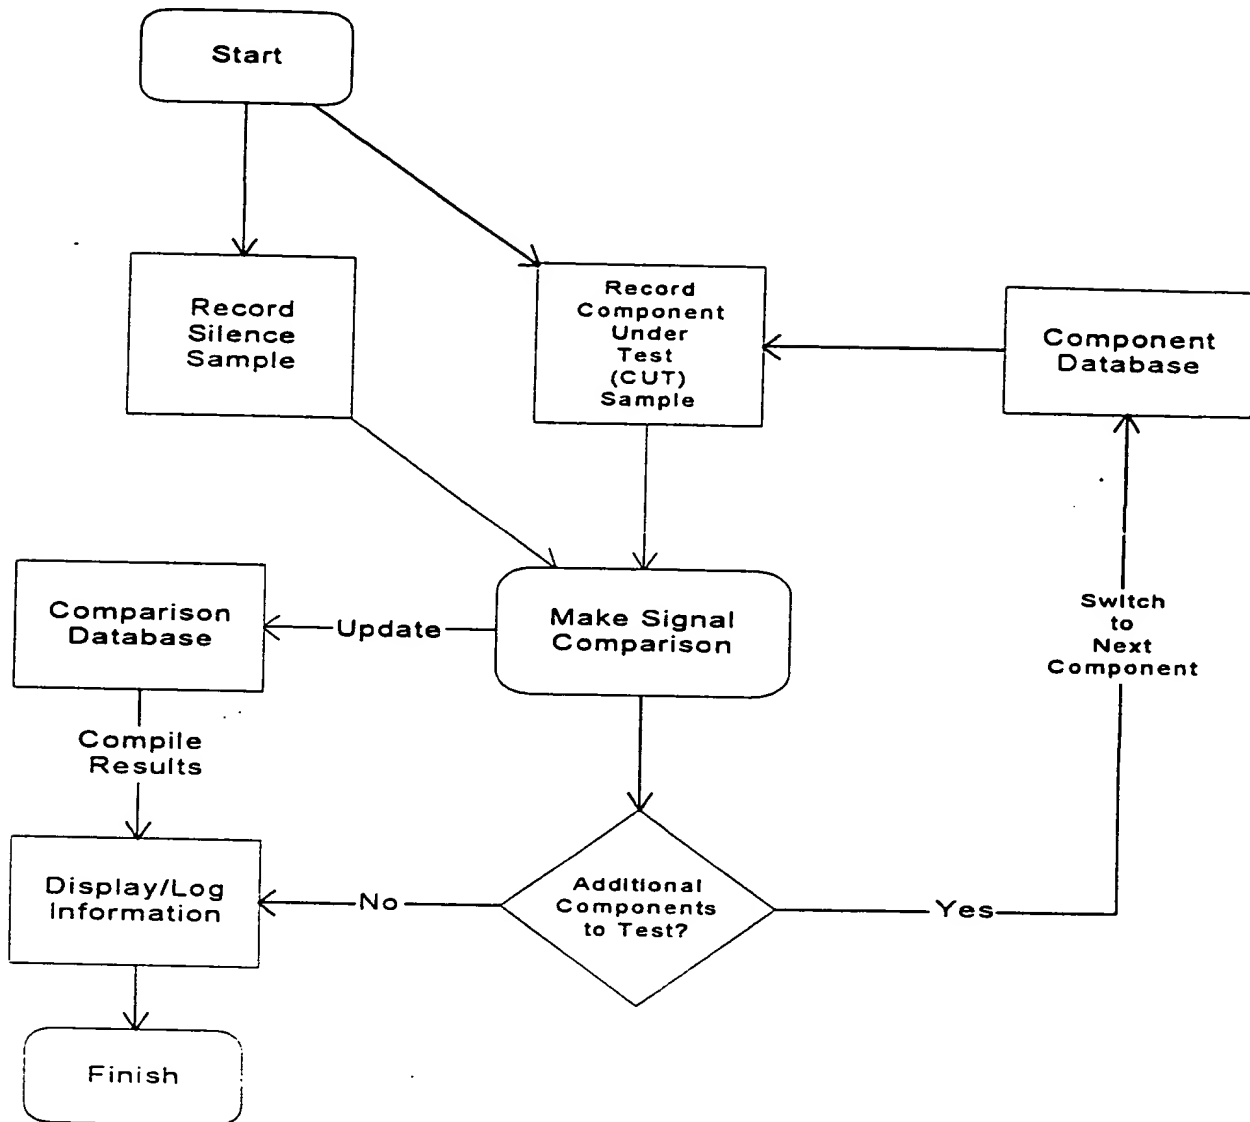 Start
Record
Silence
Sample
Record
Component
Under
Test
(CUT)
Sample
Component
Database
Comparison
Database
Update
Make Signal
Comparison
Switch
to
Next
Component
Compile
Results
Display/Log
Information
No
Additional
Components
to Test?
Yes
Finish